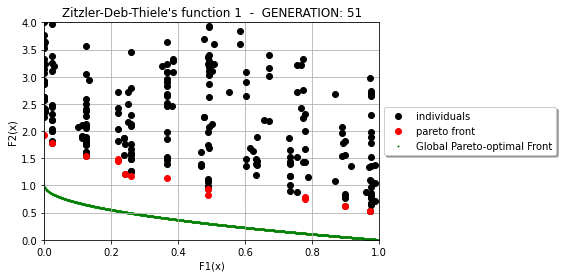 Zitzler-Deb-Thiele's function 1  -  GENERATION: 51
4.0
3.5
3.0
2.5
2.0
1.5
1.0
0.5
0.0
F2(x)
0.0 0.2 0.4 0.6 0.8 1.0
F1(x)
individuals
pareto front
Global Pareto-optimal Front